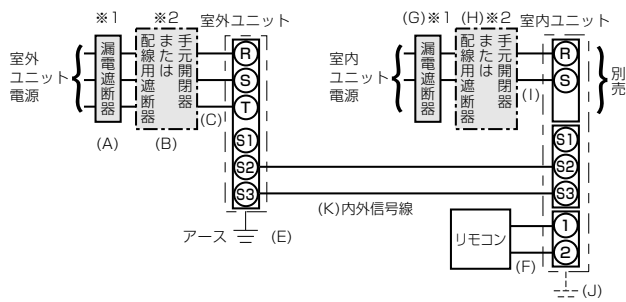 ※1
※2
室外ユニット
室外
ユニット
電源
漏電遮断器
手元開閉器
または
配線用遮断器
R
S
T
S1
S2
S3
(A)
(B)
(C)
アース
(E)
(G)※1
(H)※2
室内ユニット
室内
ユニット
電源
漏電遮断器
手元開閉器
または
配線用遮断器
(I)
R
S
別売
S1
S2
S3
(K)内外信号線
リモコン
(F)
1
2
(J)